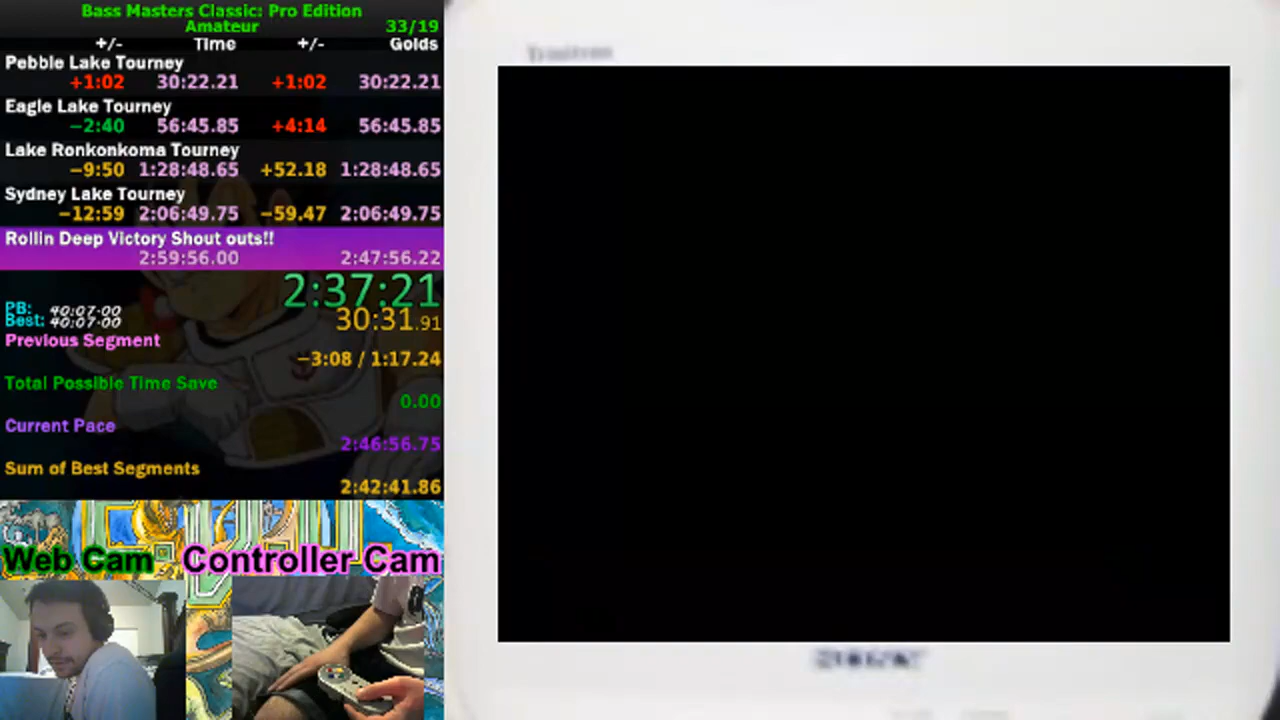 Bass Masters Classic: Pro Edition
Amateur 33/19
+/- Time +/- Golds
Pebble Lake Tourney
+1:02 30:22.21 +1:02 30:22.21
Eagle Lake Tourney
−2:40 56:45.85 +4:14 56:45.85
Lake Ronkonkoma Tourney
−9:50 1:28:48.65 +52.18 1:28:48.65
Sydney Lake Tourney
−12:59 2:06:49.75 −59.47 2:06:49.75
Rollin Deep Victory Shout outs!!
2:59:56.00 2:47:56.22
2:37:21
PB: 40:07.00
30:31.91
Best: 40:07.00
Previous Segment
−3:08 / 1:17.24
Total Possible Time Save
0.00
Current Pace
2:46:56.75
Sum of Best Segments
2:42:41.86
Web Cam Controller Cam